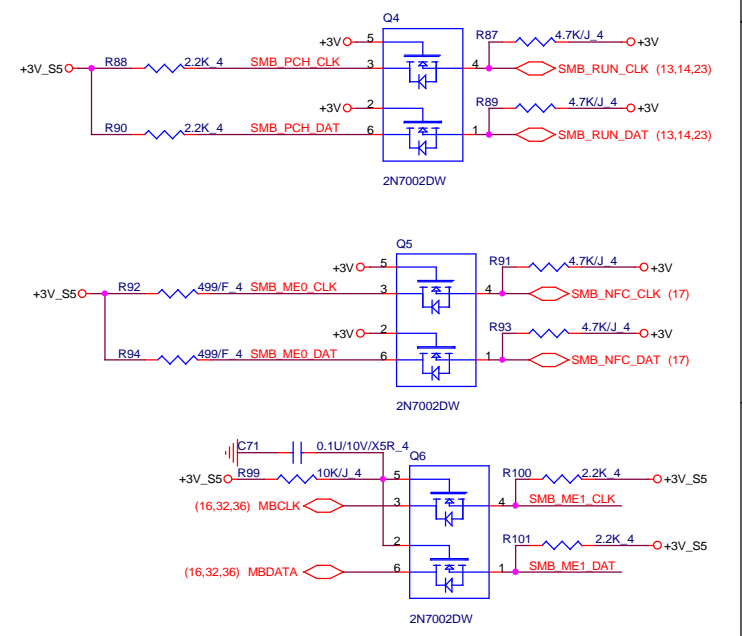 Q4
+3V 5 R87 4.7K/J_4 +3V
+3V_S5 R88 2.2K_4 SMB_PCH_CLK 3 4 SMB_RUN_CLK (13,14,23)
+3V 2 R89 4.7K/J_4 +3V
R90 2.2K_4 SMB_PCH_DAT 6 1 SMB_RUN_DAT (13,14,23)
2N7002DW
Q5
+3V 5 R91 4.7K/J_4 +3V
+3V_S5 R92 499/F_4 SMB_ME0_CLK 3 4 SMB_NFC_CLK (17)
+3V 2 R93 4.7K/J_4 +3V
R94 499/F_4 SMB_ME0_DAT 6 1 SMB_NFC_DAT (17)
2N7002DW
C71 0.1U/10V/X5R_4
Q6
+3V_S5 R99 10K/J_4 5 R100 2.2K_4 +3V_S5
(16,32,36) MBCLK 3 4 SMB_ME1_CLK
2 R101 2.2K_4 +3V_S5
(16,32,36) MBDATA 6 1 SMB_ME1_DAT
2N7002DW